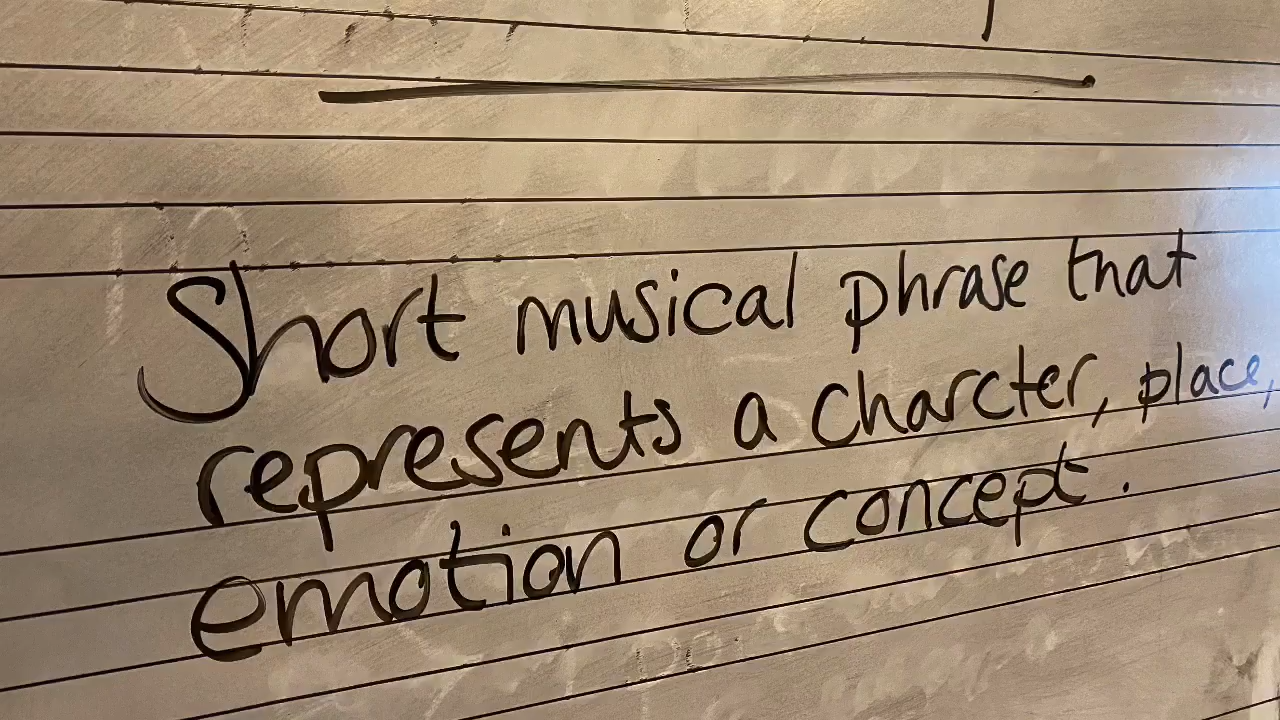 Short musical phrase that
represents a charcter, place,
emotion or concept.